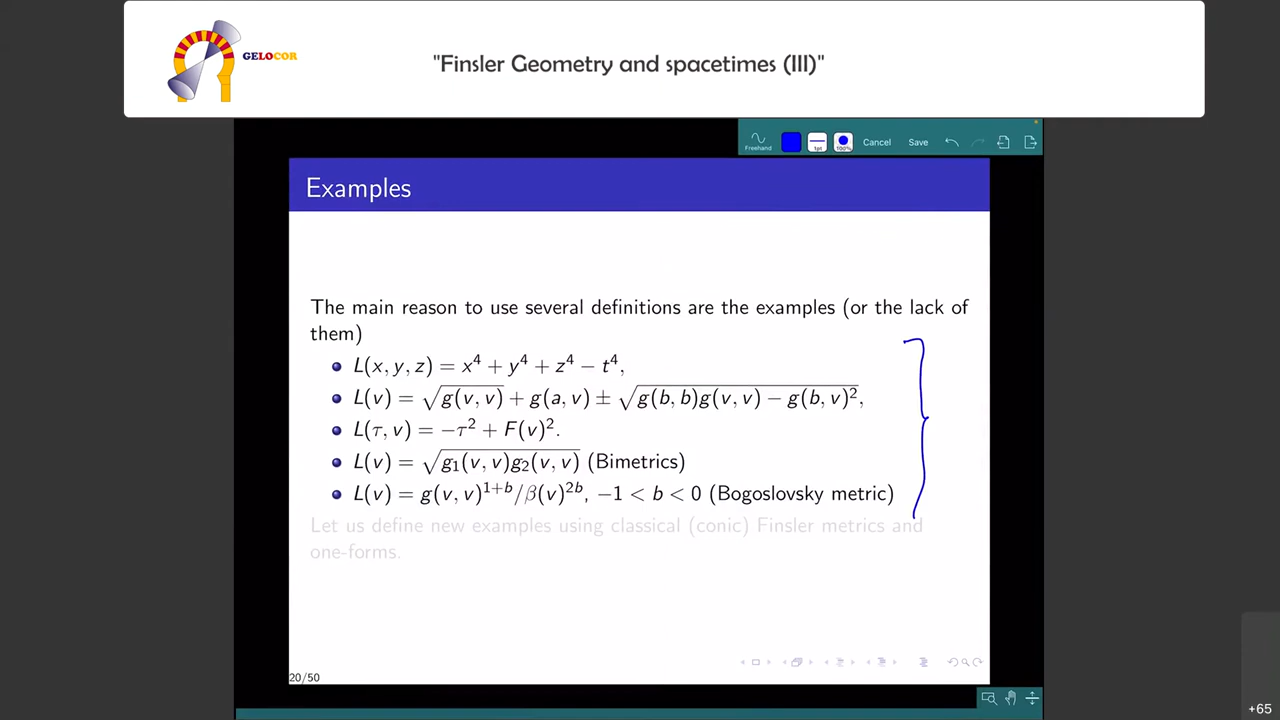 GELOCOR
"Finsler Geometry and spacetimes (III)"
Freehand
1pt
100%
Cancel
Save
Examples
The main reason to use several definitions are the examples (or the lack of
them)
L(x, y, z) = x⁴ + y⁴ + z⁴ − t⁴,
L(v) = √g(v, v) + g(a, v) ± √g(b, b)g(v, v) − g(b, v)²,
L(τ, v) = −τ² + F(v)².
L(v) = √g₁(v, v)g₂(v, v) (Bimetrics)
L(v) = g(v, v)¹⁺ᵇ/β(v)²ᵇ, −1 < b < 0 (Bogoslovsky metric)
Let us define new examples using classical (conic) Finsler metrics and
one-forms.
20/50
+65